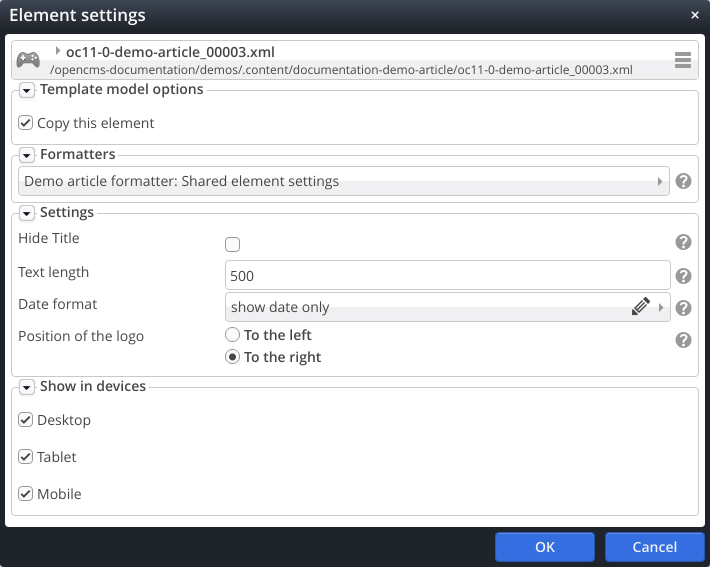 Element settings
oc11-0-demo-article_00003.xml
/opencms-documentation/demos/.content/documentation-demo-article/oc11-0-demo-article_00003.xml
Template model options
Copy this element
Formatters
Demo article formatter: Shared element settings
Settings
Hide Title
Text length 500
Date format show date only
Position of the logo To the left
To the right
Show in devices
Desktop
Tablet
Mobile
OK Cancel